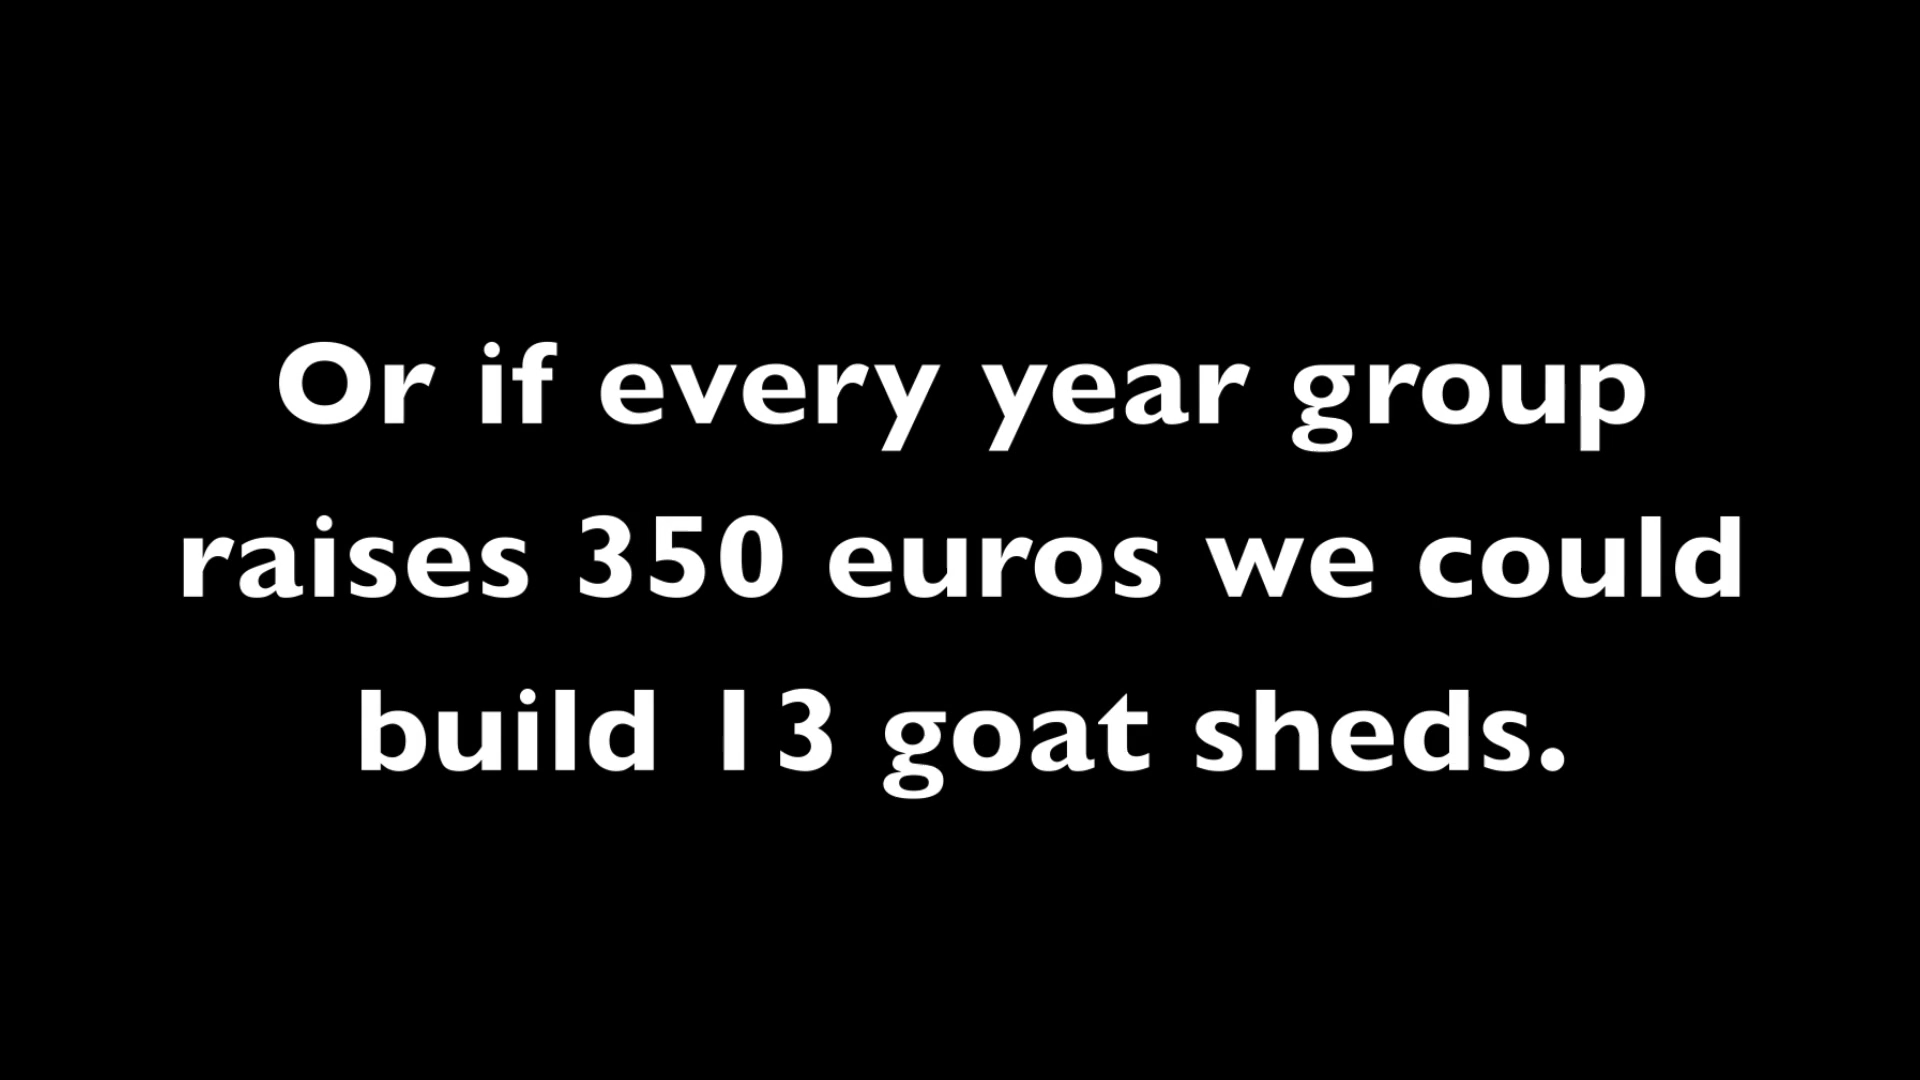 Or if every year group
raises 350 euros we could
build 13 goat sheds.